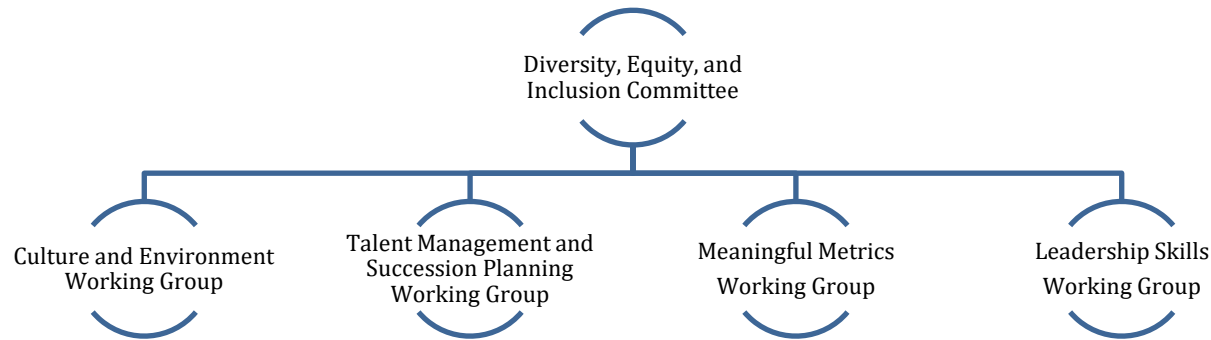 Diversity, Equity, and
Inclusion Committee
Culture and Environment
Working Group
Talent Management and
Succession Planning
Working Group
Meaningful Metrics
Working Group
Leadership Skills
Working Group